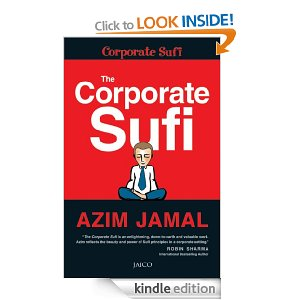 Click to
LOOK INSIDE!
Corporate Sufi
The
Corporate
Sufi
AZIM JAMAL
"The Corporate Sufi is an enlightening, down-to-earth and valuable work.
Azim reflects the beauty and power of Sufi principles in a corporate setting."
ROBIN SHARMA
International Bestselling Author
JAICO
kindle edition